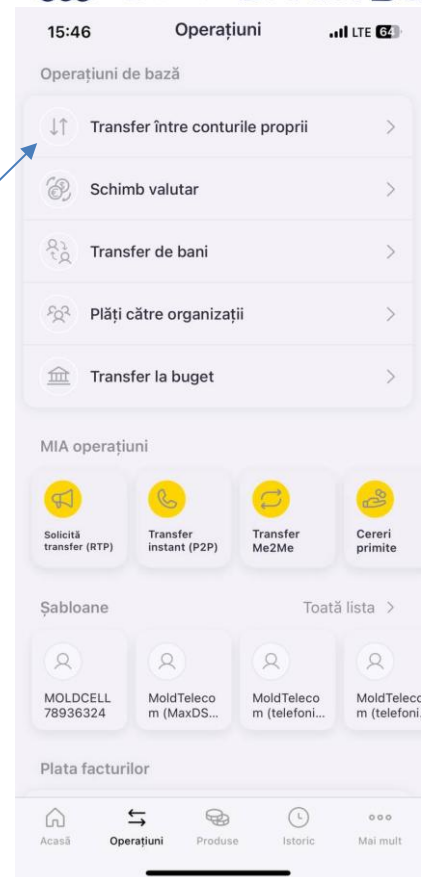 15:46
Operațiuni
LTE 64
Operațiuni de bază
Transfer între conturile proprii
Schimb valutar
Transfer de bani
Plăți către organizații
Transfer la buget
MIA operațiuni
Solicită
transfer (RTP)
Transfer
instant (P2P)
Transfer
Me2Me
Cereri
primite
Șabloane
Toată lista
MOLDCELL
78936324
MoldTeleco
m (MaxDS...
MoldTeleco
m (telefoni...
MoldTeleco
m (telefoni.
Plata facturilor
Acasă
Operațiuni
Produse
Istoric
Mai mult